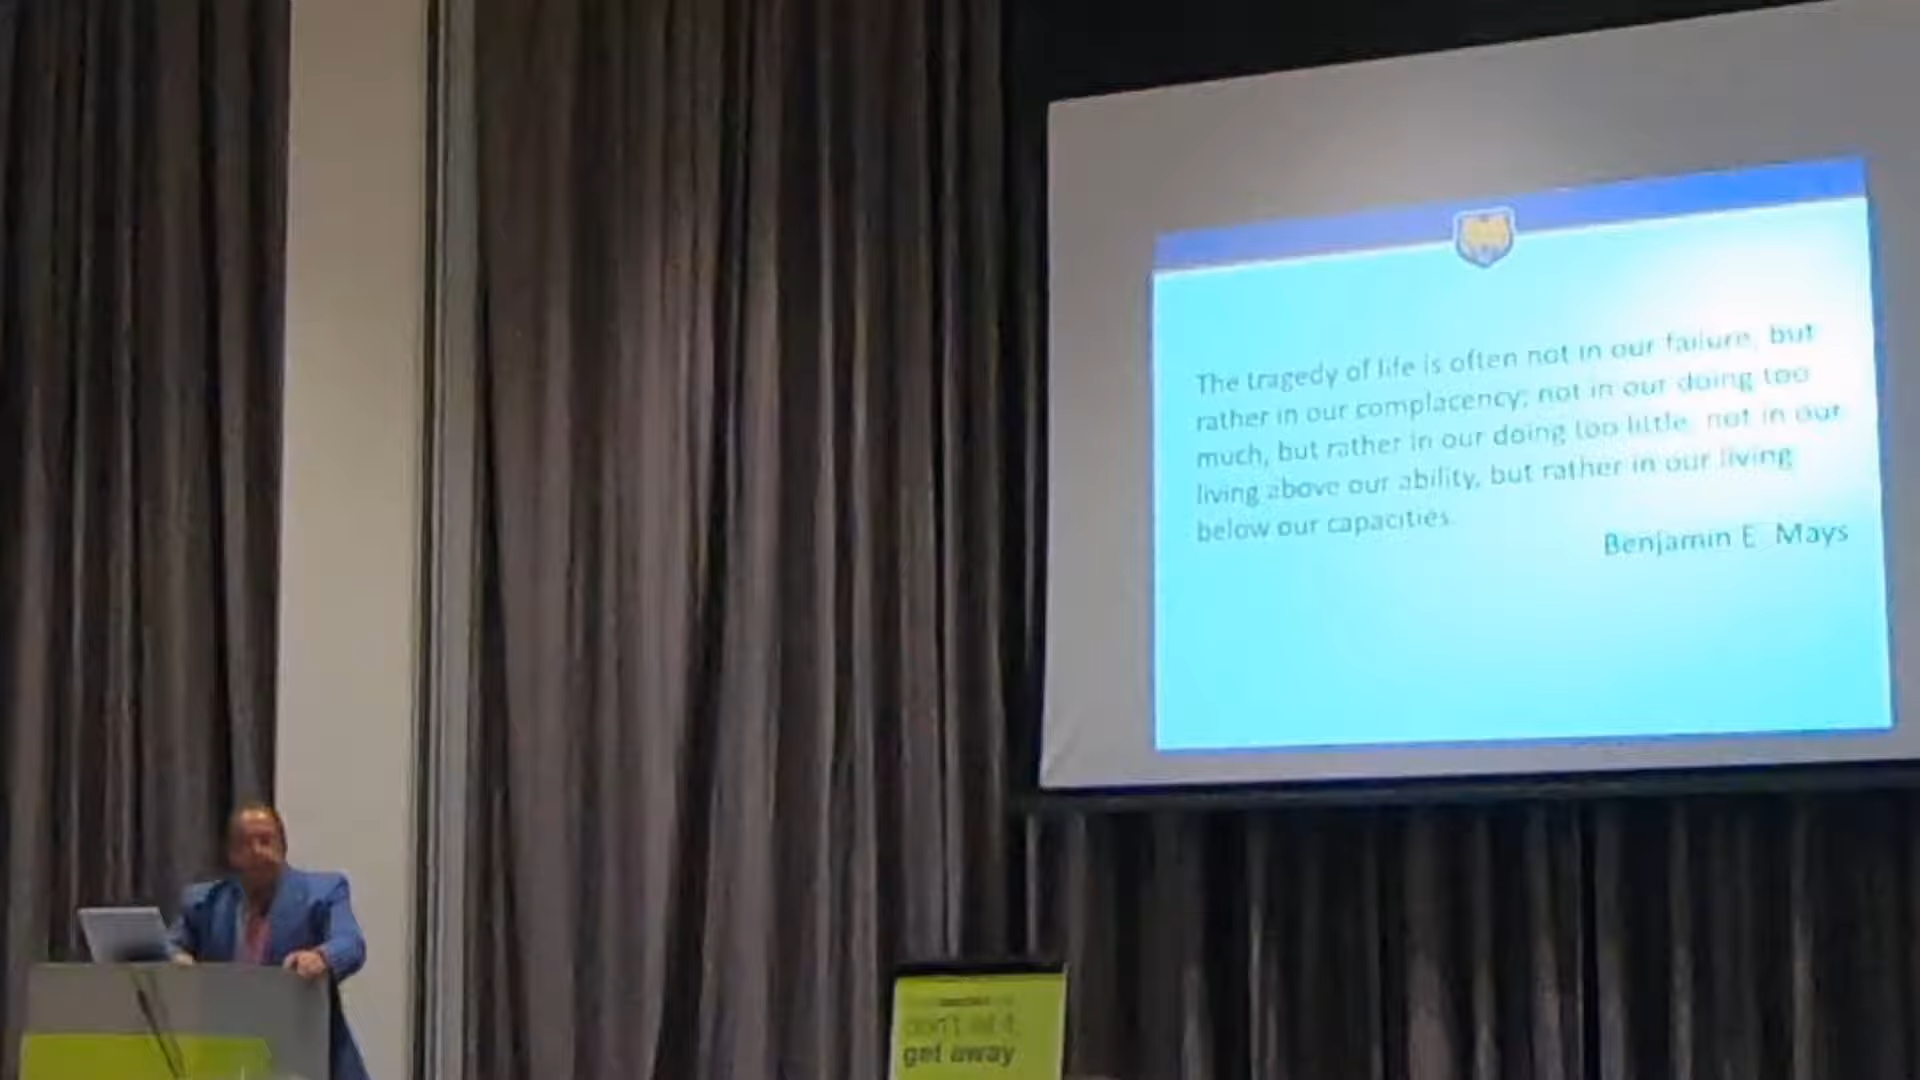 The tragedy of life is often not in our failure, but
rather in our complacency; not in our doing too
much, but rather in our doing too little, not in our
living above our ability, but rather in our living
below our capacities.
Benjamin E Mays
get away